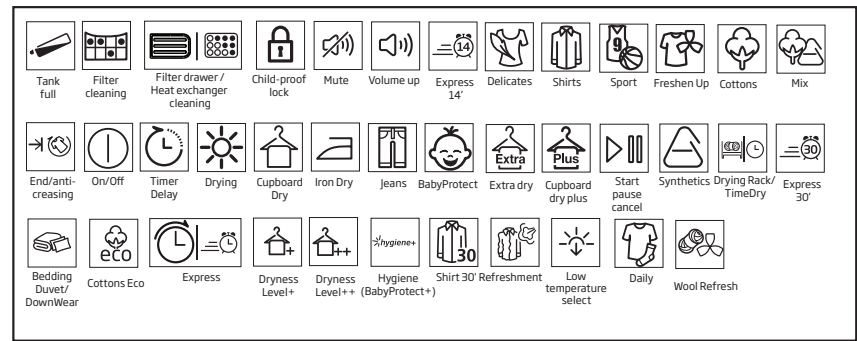 14
9
Tank full
Filter cleaning
Filter drawer / Heat exchanger cleaning
Child-proof lock
Mute
Volume up
Express 14'
Delicates
Shirts
Sport
Freshen Up
Cottons
Mix
Extra
Plus
30
End/anti-creasing
On/Off
Timer Delay
Drying
Cupboard Dry
Iron Dry
Jeans
BabyProtect
Extra dry
Cupboard dry plus
Start pause cancel
Synthetics
Drying Rack/ TimeDry
Express 30'
eco
+
++
hygiene+
30
Bedding Duvet/ DownWear
Cottons Eco
Express
Dryness Level+
Dryness Level++
Hygiene (BabyProtect+)
Shirt 30'
Refreshment
Low temperature select
Daily
Wool Refresh